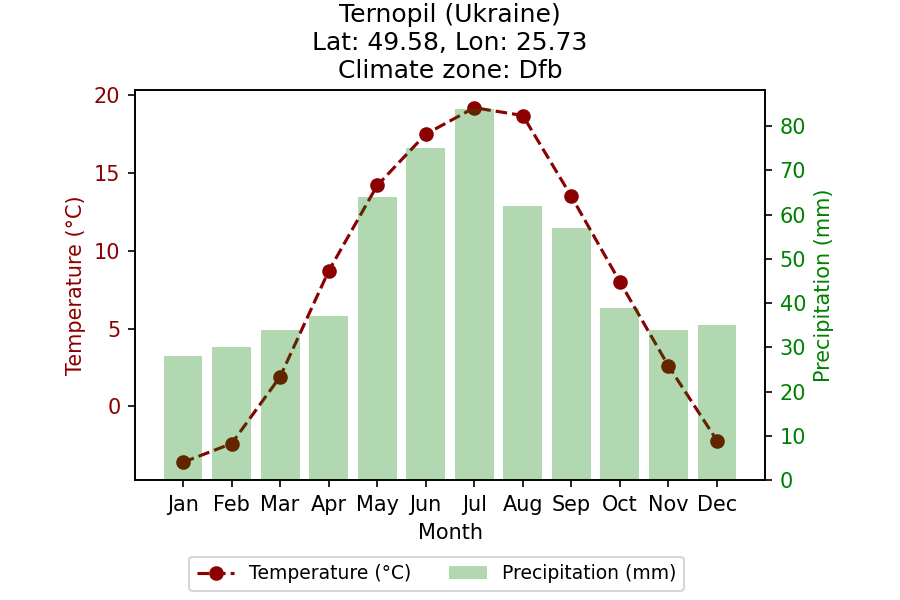 Ternopil (Ukraine)
Lat: 49.58, Lon: 25.73
Climate zone: Dfb
20
15
10
5
0
Temperature (°C)
80
70
60
50
40
30
20
10
0
Precipitation (mm)
Jan Feb Mar Apr May Jun Jul Aug Sep Oct Nov Dec
Month
Temperature (°C) Precipitation (mm)